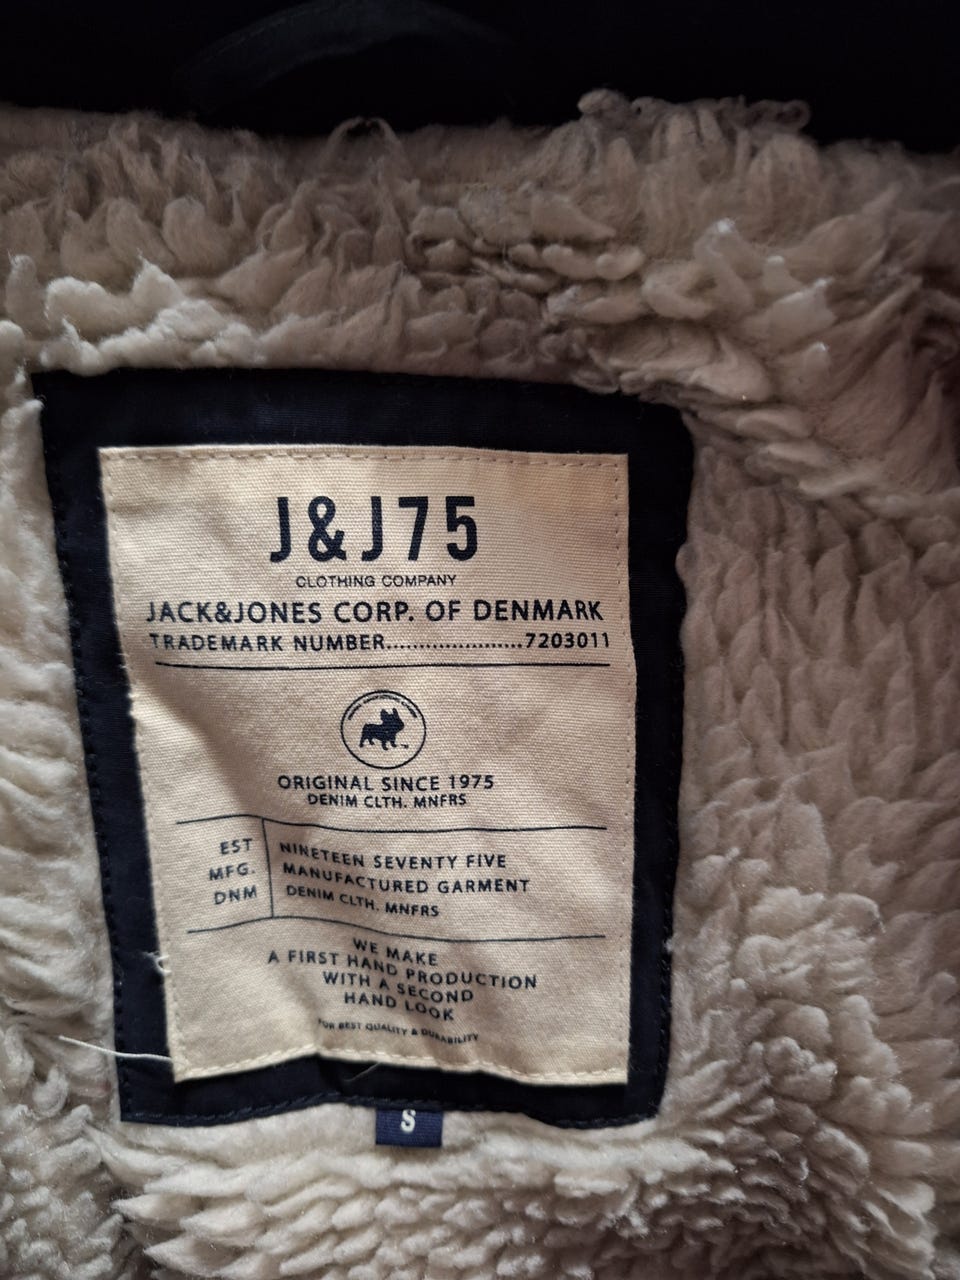 J&J75
CLOTHING COMPANY
JACK&JONES CORP. OF DENMARK
TRADEMARK NUMBER.....................7203011
ORIGINAL SINCE 1975
DENIM CLTH. MNFRS
EST NINETEEN SEVENTY FIVE
MFG. MANUFACTURED GARMENT
DNM DENIM CLTH. MNFRS
WE MAKE
A FIRST HAND PRODUCTION
WITH A SECOND
HAND LOOK
FOR BEST QUALITY & DURABILITY
S